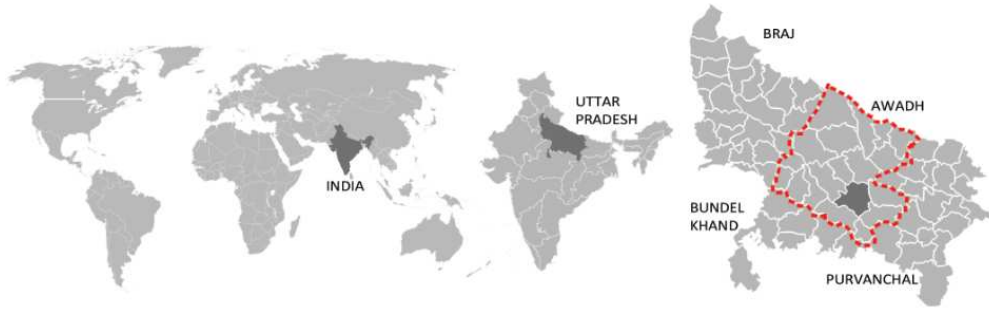 INDIA
UTTAR
PRADESH
BRAJ
AWADH
BUNDEL
KHAND
PURVANCHAL